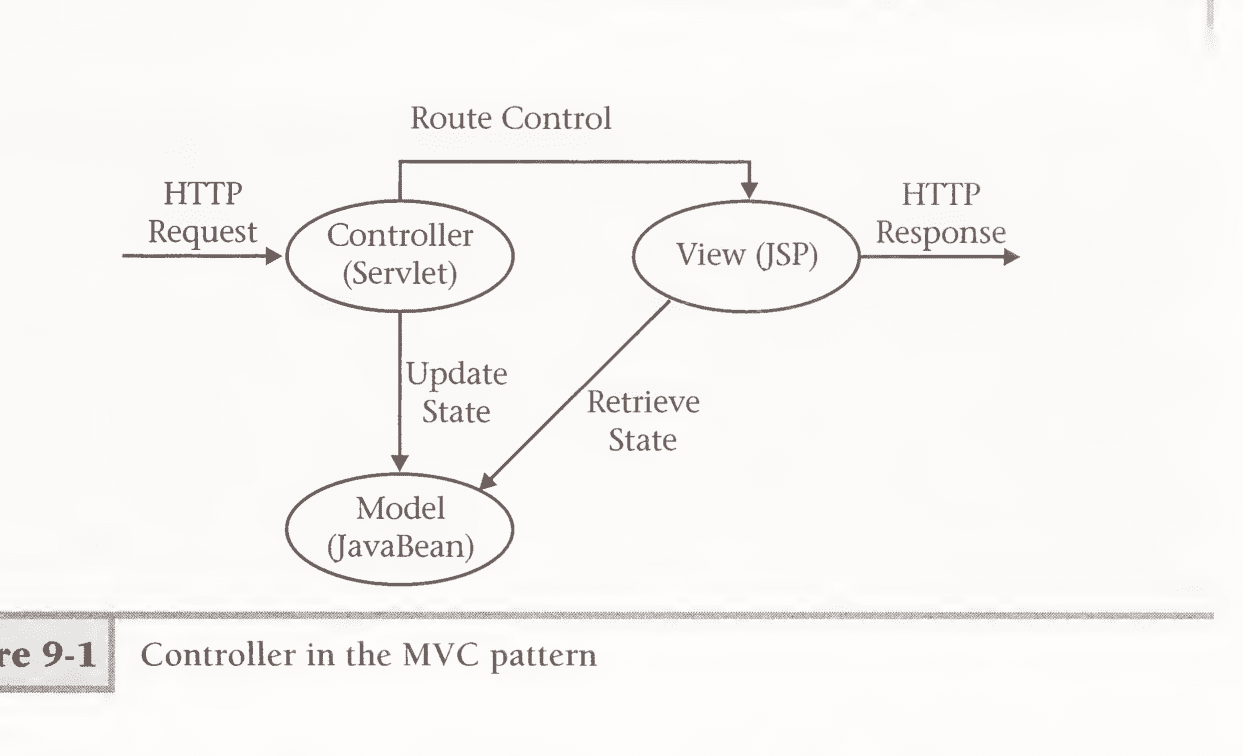 Route Control
HTTP
Request
Controller
(Servlet)
View (JSP)
HTTP
Response
Update
State
Retrieve
State
Model
(JavaBean)
re 9-1
Controller in the MVC pattern